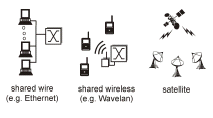 shared wire
(e.g. Ethernet)
shared wireless
(e.g. Wavelan)
satellite